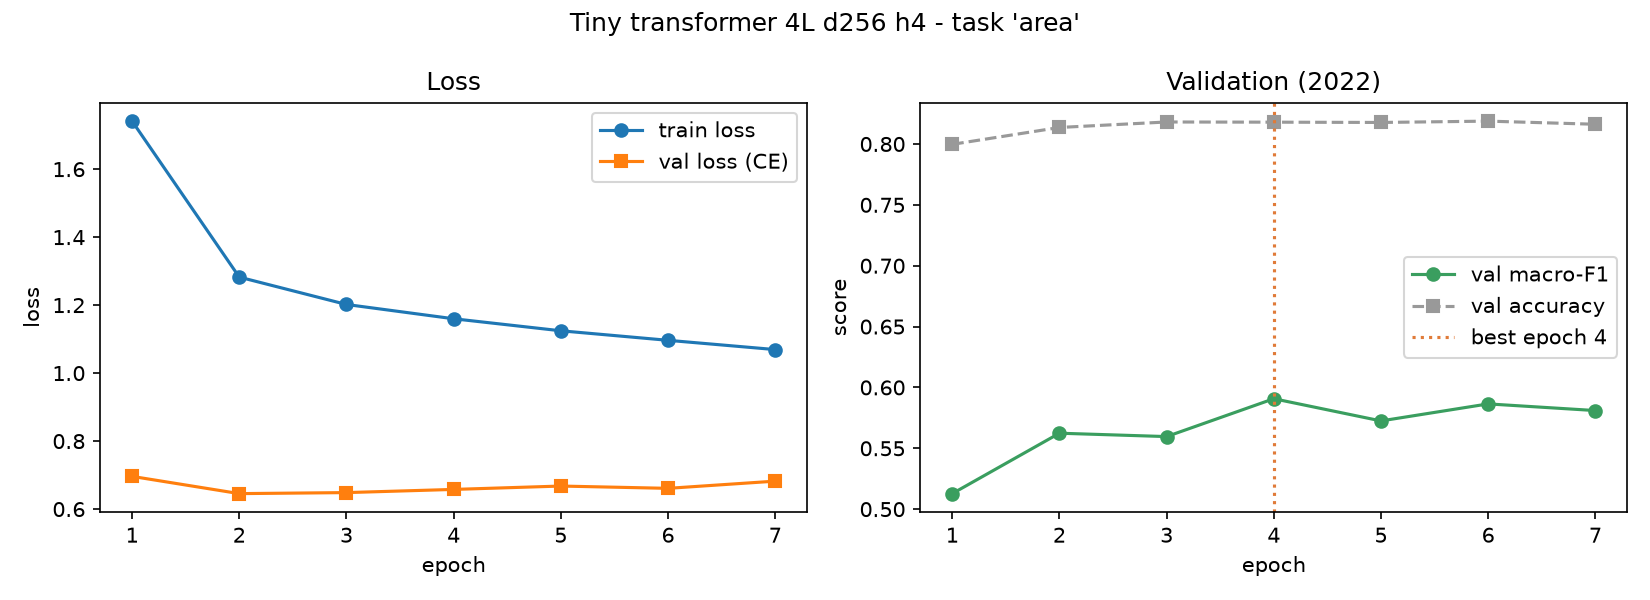 Tiny transformer 4L d256 h4 - task 'area'
Loss
train loss
val loss (CE)
loss
1.6
1.4
1.2
1.0
0.8
0.6
1 2 3 4 5 6 7
epoch
Validation (2022)
val macro-F1
val accuracy
best epoch 4
score
0.80
0.75
0.70
0.65
0.60
0.55
0.50
1 2 3 4 5 6 7
epoch